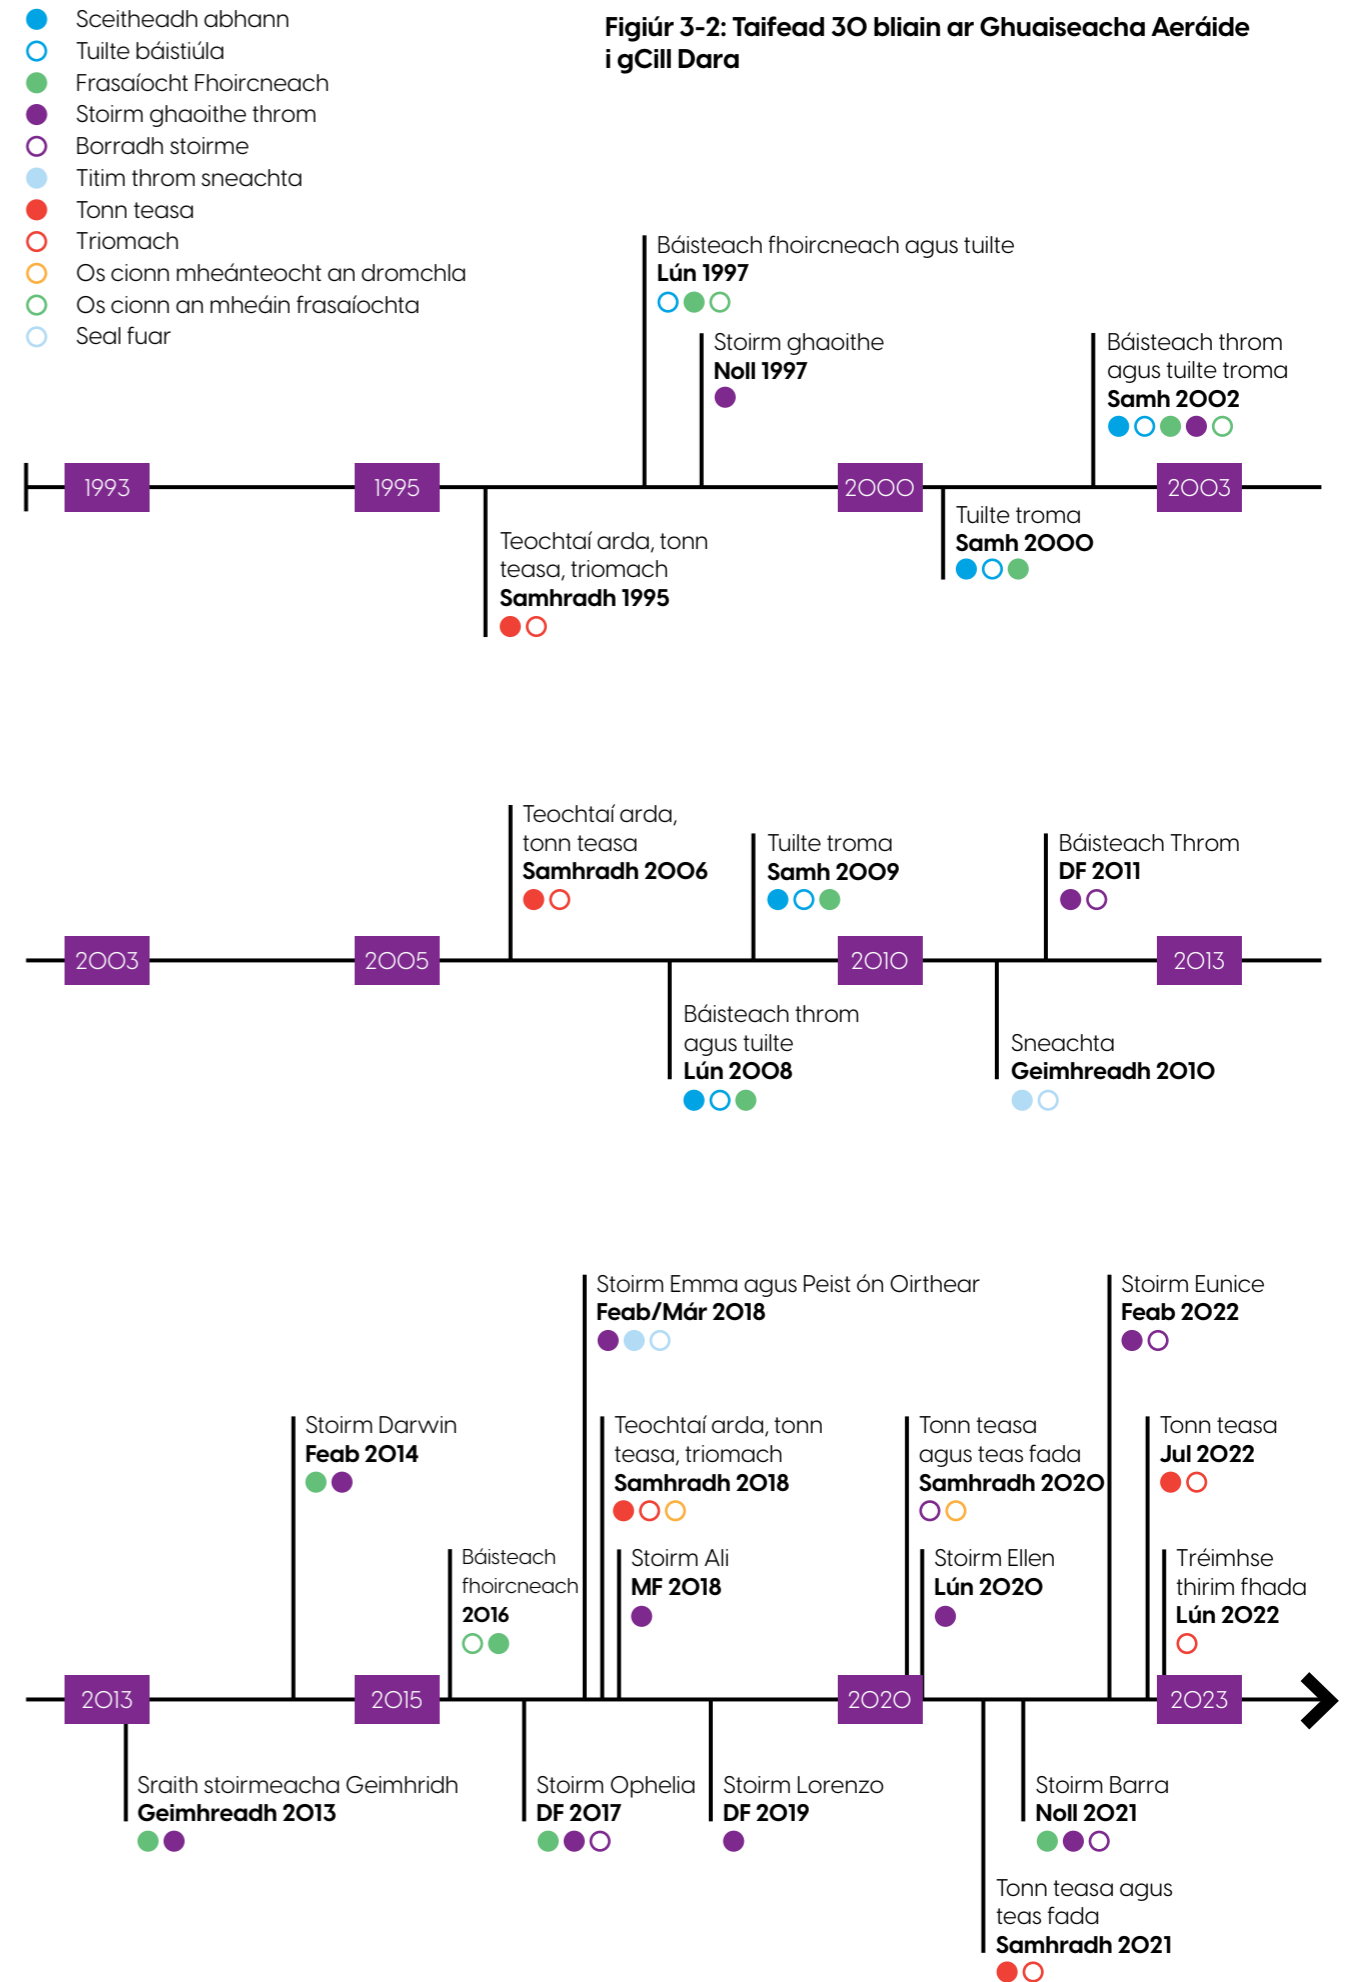 Sceitheadh abhann
Tuilte báistiúla
Frasaíocht Fhoircneach
Stoirm ghaoithe throm
Borradh stoirme
Titim throm sneachta
Tonn teasa
Triomach
Os cionn mheánteocht an dromchla
Os cionn an mheáin frasaíochta
Seal fuar
Figiúr 3-2: Taifead 30 bliain ar Ghuaiseacha Aeráide
i gCill Dara
Báisteach fhoircneach agus tuilte
Lún 1997
Stoirm ghaoithe
Noll 1997
Báisteach throm
agus tuilte troma
Samh 2002
1993
1995
2000
2003
Teochtaí arda, tonn
teasa, triomach
Samhradh 1995
Tuilte troma
Samh 2000
Teochtaí arda,
tonn teasa
Samhradh 2006
Tuilte troma
Samh 2009
Báisteach Throm
DF 2011
2003
2005
2010
2013
Báisteach throm
agus tuilte
Lún 2008
Sneachta
Geimhreadh 2010
Stoirm Emma agus Peist ón Oirthear
Feab/Már 2018
Stoirm Eunice
Feab 2022
Stoirm Darwin
Feab 2014
Teochtaí arda, tonn
teasa, triomach
Samhradh 2018
Tonn teasa
agus teas fada
Samhradh 2020
Tonn teasa
Jul 2022
Báisteach
fhoircneach
2016
Stoirm Ali
MF 2018
Stoirm Ellen
Lún 2020
Tréimhse
thirim fhada
Lún 2022
2013
2015
2020
2023
Sraith stoirmeacha Geimhridh
Geimhreadh 2013
Stoirm Ophelia
DF 2017
Stoirm Lorenzo
DF 2019
Stoirm Barra
Noll 2021
Tonn teasa agus
teas fada
Samhradh 2021